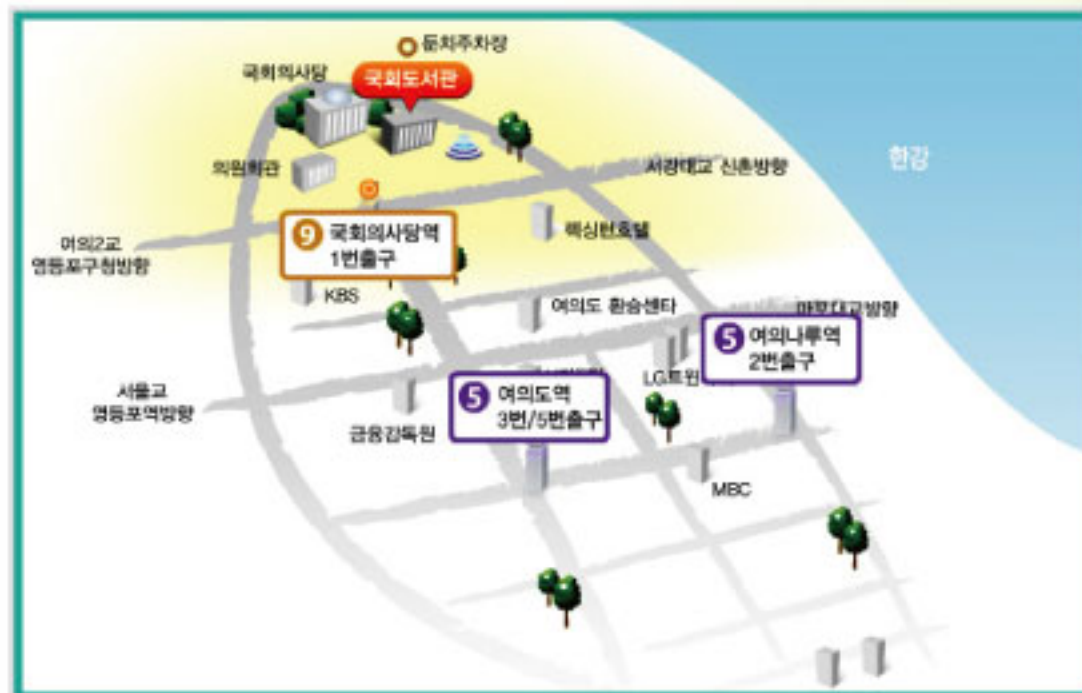 둔치주차장
국회의사당
국회도서관
의원회관
서강대교 신촌방향
한강
9 국회의사당역
1번출구
렉싱턴호텔
여의2교
영등포구청방향
KBS
여의도 환승센타
마포대교방향
5 여의나루역
2번출구
서울교
영등포역방향
금융감독원
5 여의도역
3번/5번출구
LG트윈
MBC